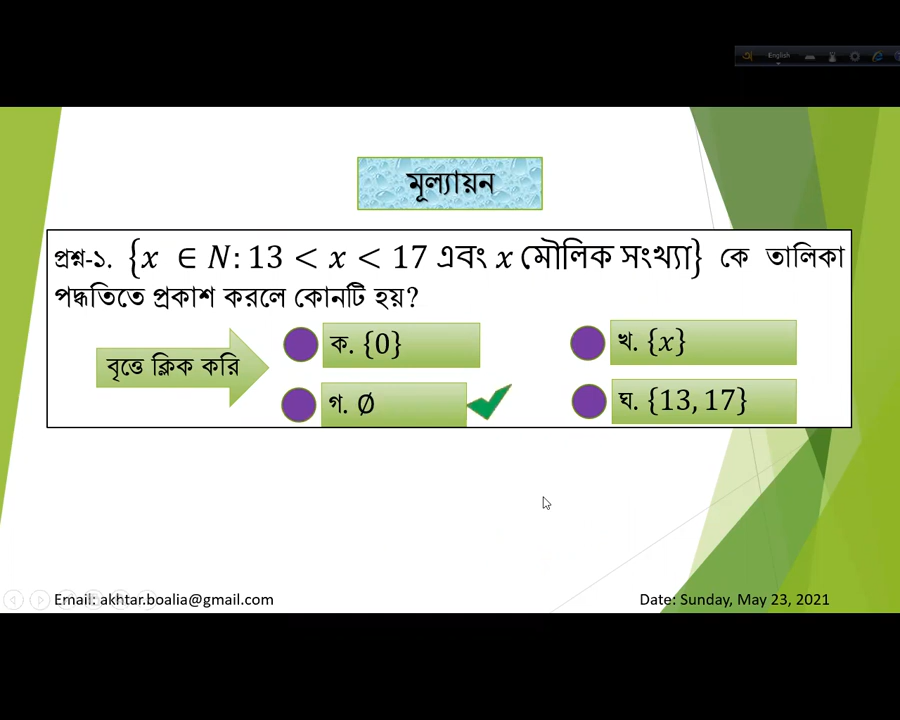 English
মূল্যায়ন
প্রশ্ন-১. {x ∈ N: 13 < x < 17 এবং x মৌলিক সংখ্যা} কে তালিকা
পদ্ধতিতে প্রকাশ করলে কোনটি হয়?
বৃত্তে ক্লিক করি
ক. {0}
খ. {x}
গ. Ø
ঘ. {13, 17}
Email: akhtar.boalia@gmail.com
Date: Sunday, May 23, 2021